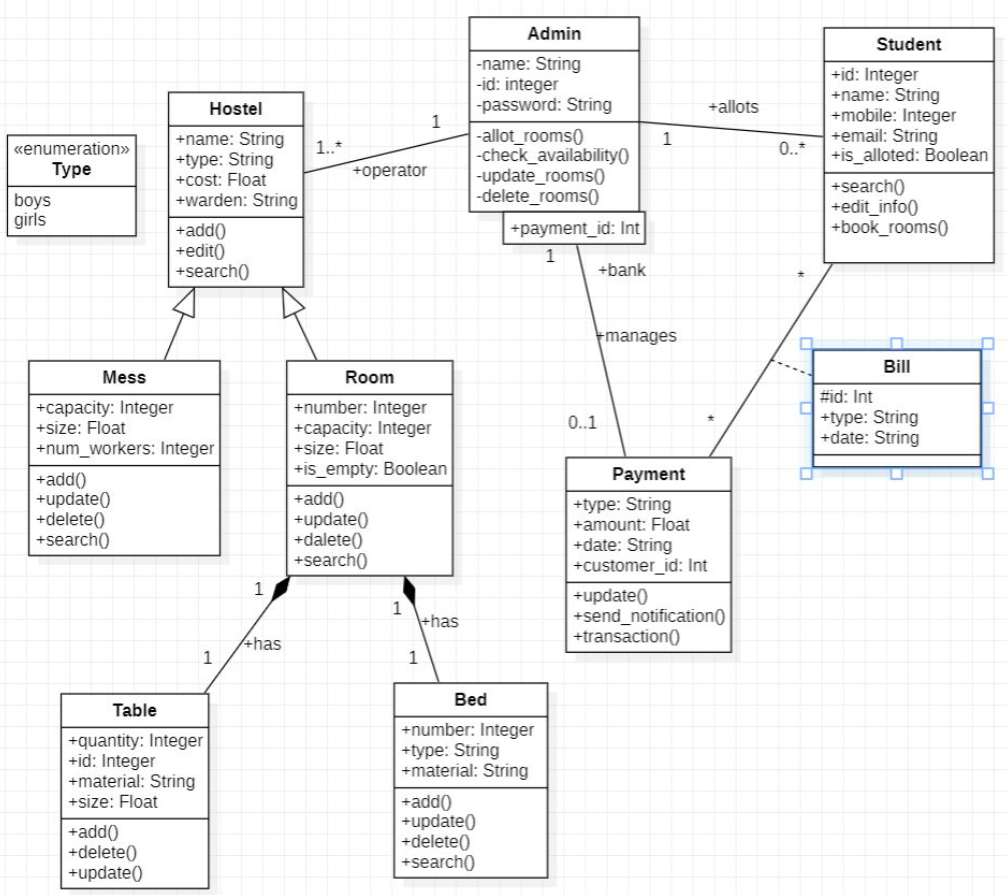 «enumeration»
Type
boys
girls
Hostel
+name: String
+type: String
+cost: Float
+warden: String
+add()
+edit()
+search()
1..*
1
+operator
Admin
-name: String
-id: integer
-password: String
-allot_rooms()
-check_availability()
-update_rooms()
-delete_rooms()
+payment_id: Int
+allots
1
0..*
Student
+id: Integer
+name: String
+mobile: Integer
+email: String
+is_alloted: Boolean
+search()
+edit_info()
+book_rooms()
1
+bank
+manages
0..1
*
*
Bill
#id: Int
+type: String
+date: String
Mess
+capacity: Integer
+size: Float
+num_workers: Integer
+add()
+update()
+delete()
+search()
Room
+number: Integer
+capacity: Integer
+size: Float
+is_empty: Boolean
+add()
+update()
+dalete()
+search()
Payment
+type: String
+amount: Float
+date: String
+customer_id: Int
+update()
+send_notification()
+transaction()
1
+has
1
1
+has
1
Table
+quantity: Integer
+id: Integer
+material: String
+size: Float
+add()
+delete()
+update()
Bed
+number: Integer
+type: String
+material: String
+add()
+update()
+delete()
+search()